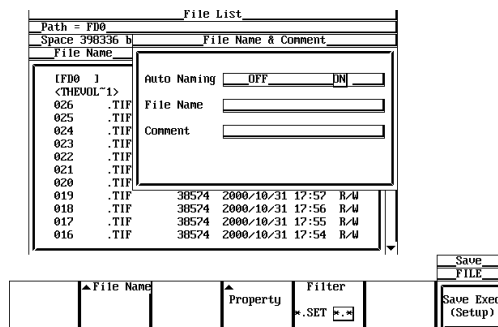 File List
Path = FD0
Space 398336 b
File Name & Comment
File Name
[FD0 ]
<THEVOL~1>
Auto Naming OFF ON
026 .TIF
File Name
025 .TIF
024 .TIF
Comment
023 .TIF
022 .TIF
021 .TIF
020 .TIF
019 .TIF 38574 2000/10/31 17:57 R/W
018 .TIF 38574 2000/10/31 17:56 R/W
017 .TIF 38574 2000/10/31 17:55 R/W
016 .TIF 38574 2000/10/31 17:54 R/W
Save
FILE
File Name
Property
Filter
*.SET *.*
Save Exec
(Setup)